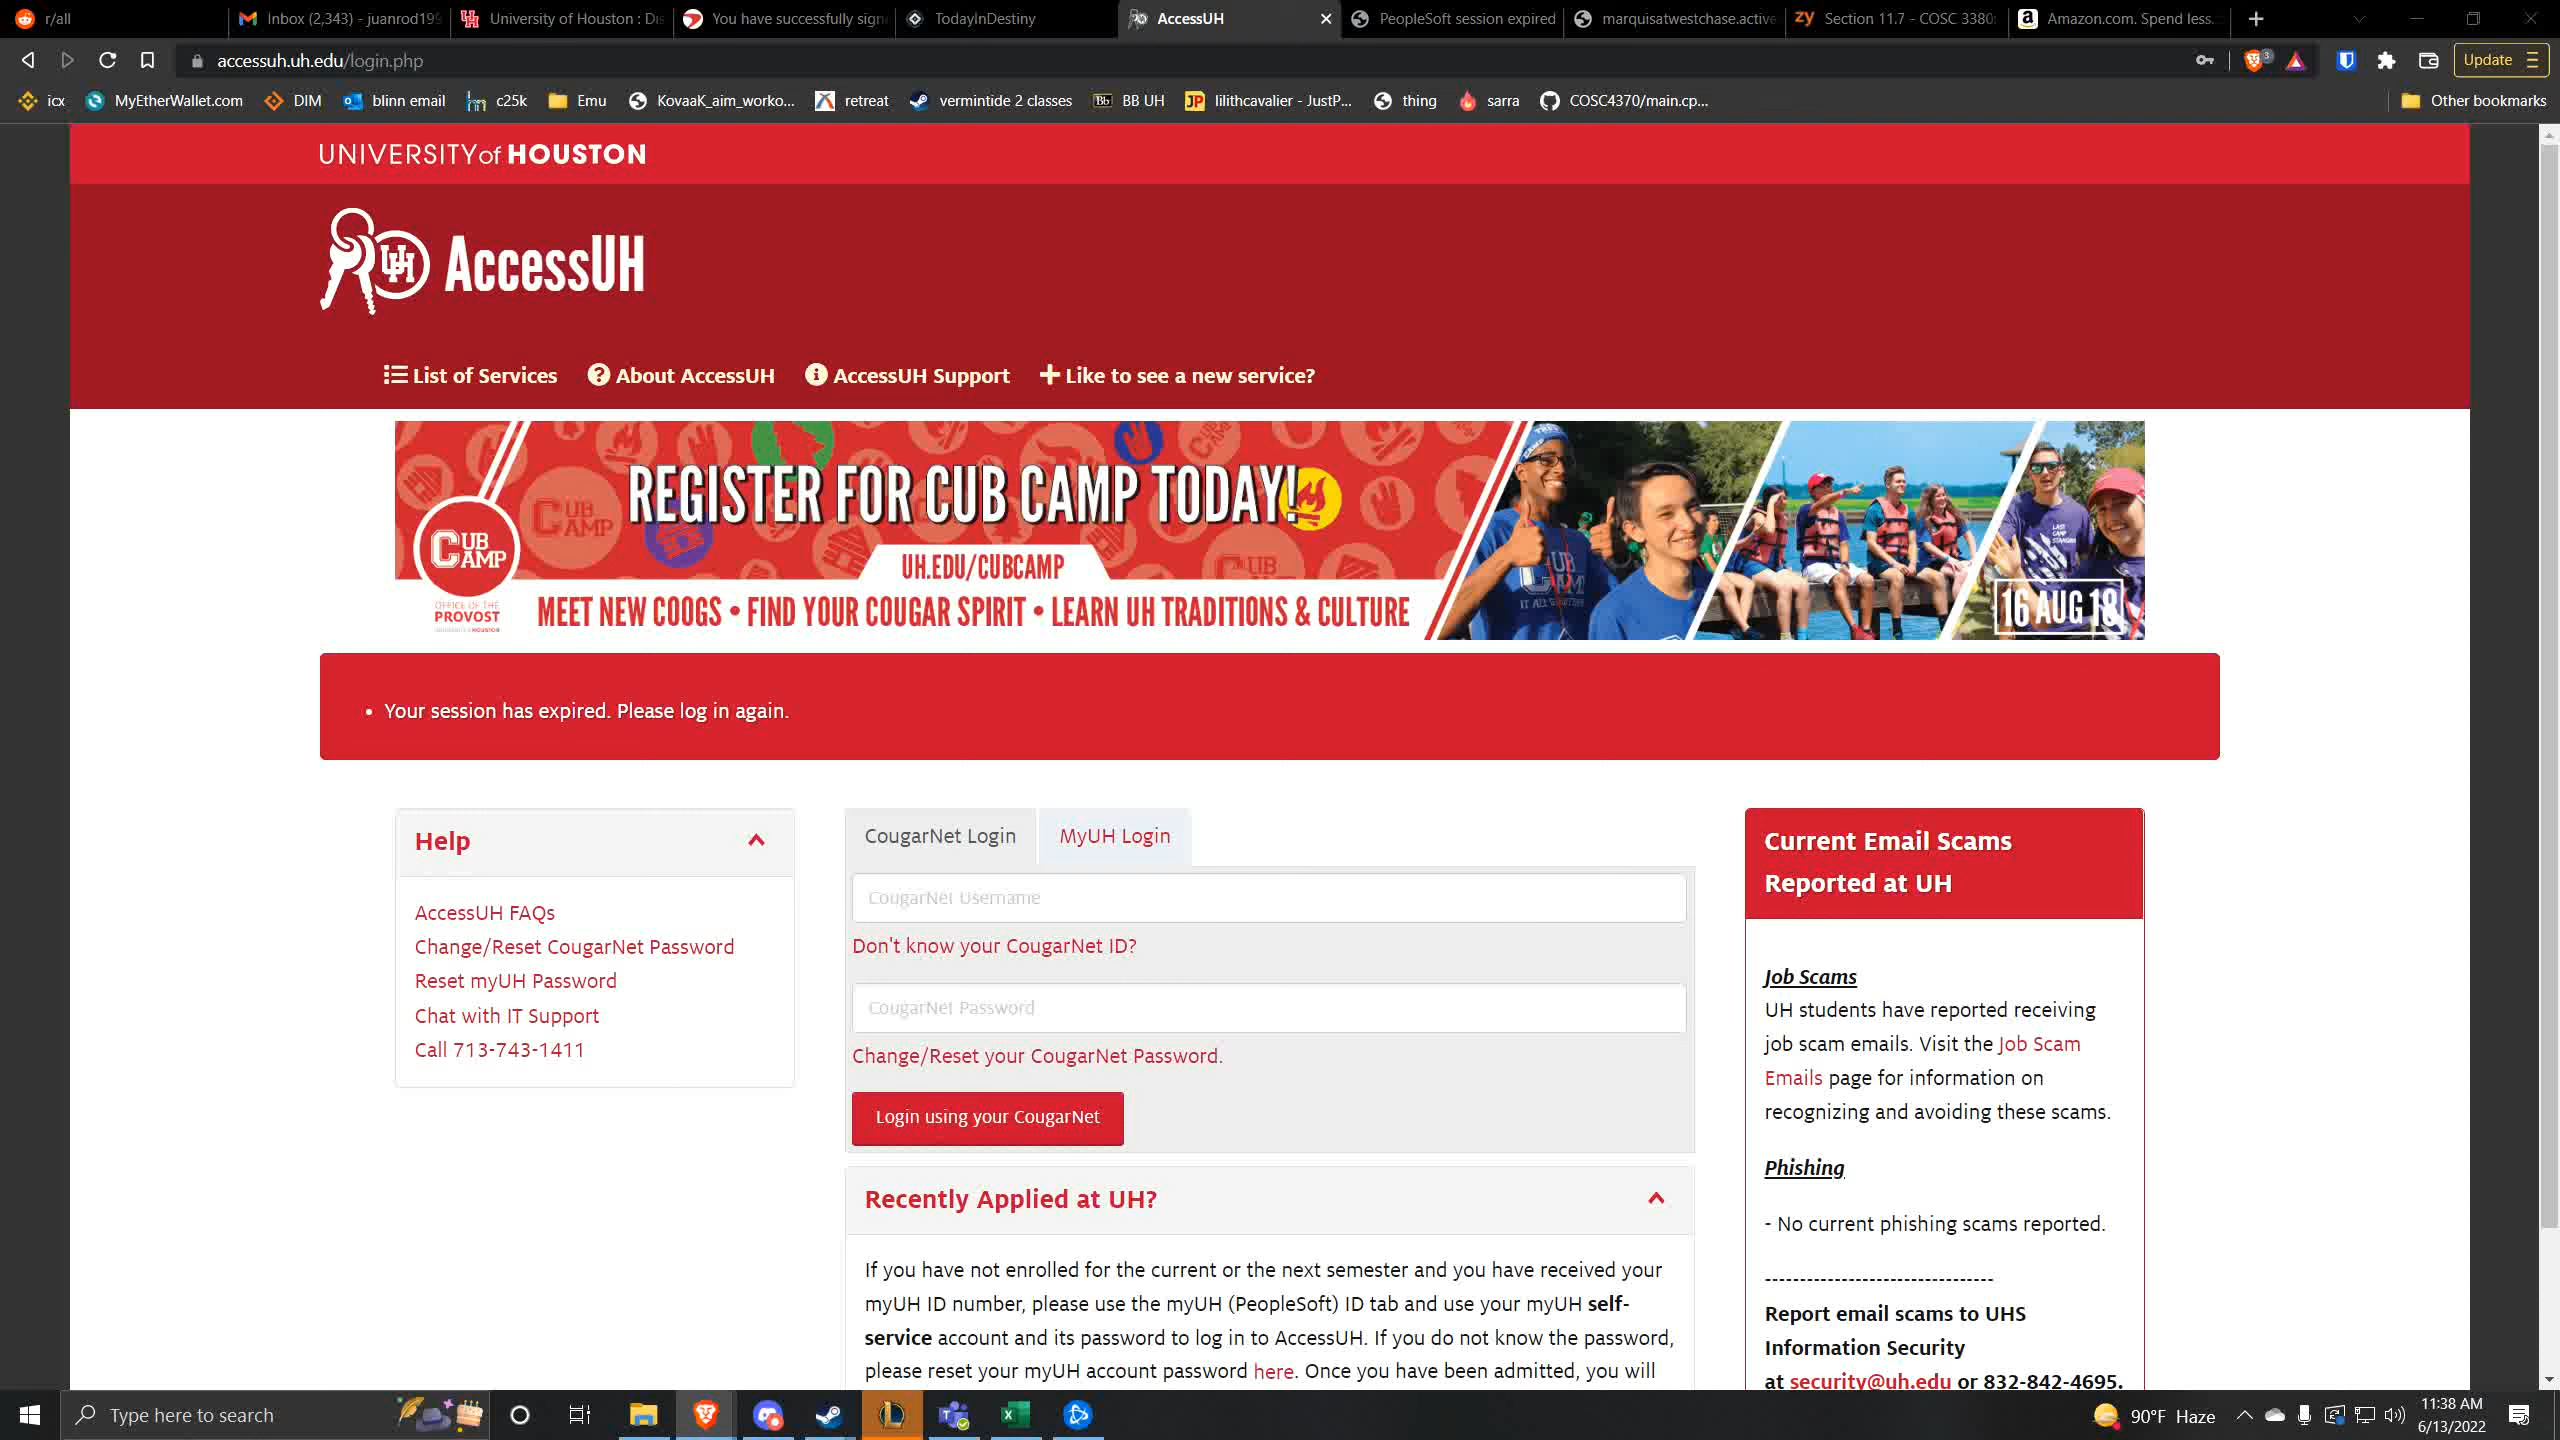 r/all
Inbox (2,343) - juanrod199
University of Houston : Dis
You have successfully sign
TodayInDestiny
AccessUH
PeopleSoft session expired
marquisatwestchase.active
zy Section 11.7 - COSC 3380:
Amazon.com. Spend less.
accessuh.uh.edu/login.php
3
Update
icx
MyEtherWallet.com
DIM
blinn email
c25k
Emu
KovaaK_aim_worko...
retreat
vermintide 2 classes
Bb BB UH
JP lilithcavalier - JustP...
thing
sarra
COSC4370/main.cp...
Other bookmarks
UNIVERSITY of HOUSTON
UH AccessUH
List of Services
About AccessUH
AccessUH Support
Like to see a new service?
REGISTER FOR CUB CAMP TODAY!
CUB CAMP
UH.EDU/CUBCAMP
OFFICE OF THE
PROVOST
UNIVERSITY of HOUSTON
MEET NEW COOGS • FIND YOUR COUGAR SPIRIT • LEARN UH TRADITIONS & CULTURE
16 AUG 18
• Your session has expired. Please log in again.
Help
AccessUH FAQs
Change/Reset CougarNet Password
Reset myUH Password
Chat with IT Support
Call 713-743-1411
CougarNet Login
MyUH Login
CougarNet Username
Don't know your CougarNet ID?
CougarNet Password
Change/Reset your CougarNet Password.
Login using your CougarNet
Recently Applied at UH?
If you have not enrolled for the current or the next semester and you have received your
myUH ID number, please use the myUH (PeopleSoft) ID tab and use your myUH self-
service account and its password to log in to AccessUH. If you do not know the password,
please reset your myUH account password here. Once you have been admitted, you will
Current Email Scams
Reported at UH
Job Scams
UH students have reported receiving
job scam emails. Visit the Job Scam
Emails page for information on
recognizing and avoiding these scams.
Phishing
- No current phishing scams reported.
---------------------------------
Report email scams to UHS
Information Security
at security@uh.edu or 832-842-4695.
Type here to search
90°F Haze
11:38 AM
6/13/2022